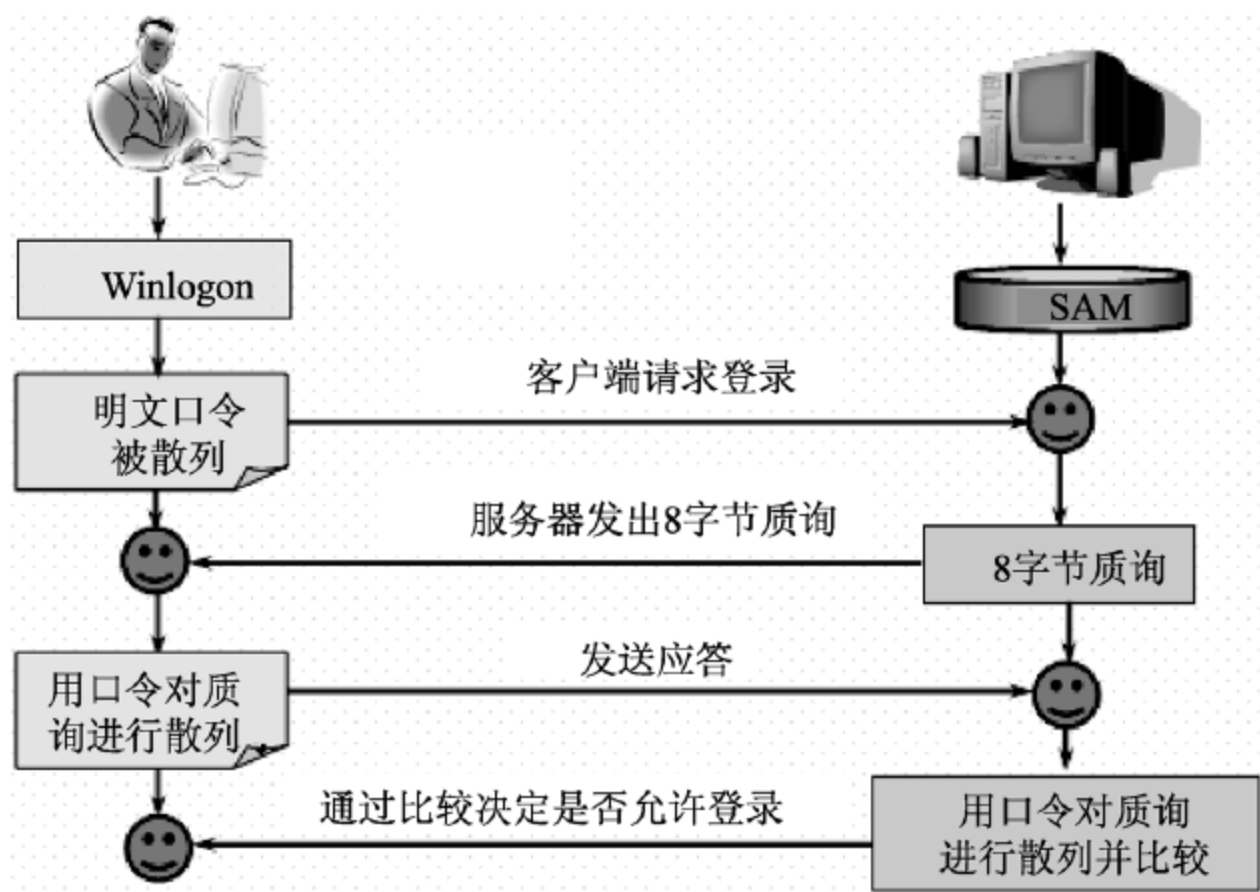 Winlogon
SAM
客户端请求登录
明文口令
被散列
服务器发出8字节质询
8字节质询
发送应答
用口令对质
询进行散列
通过比较决定是否允许登录
用口令对质询
进行散列并比较